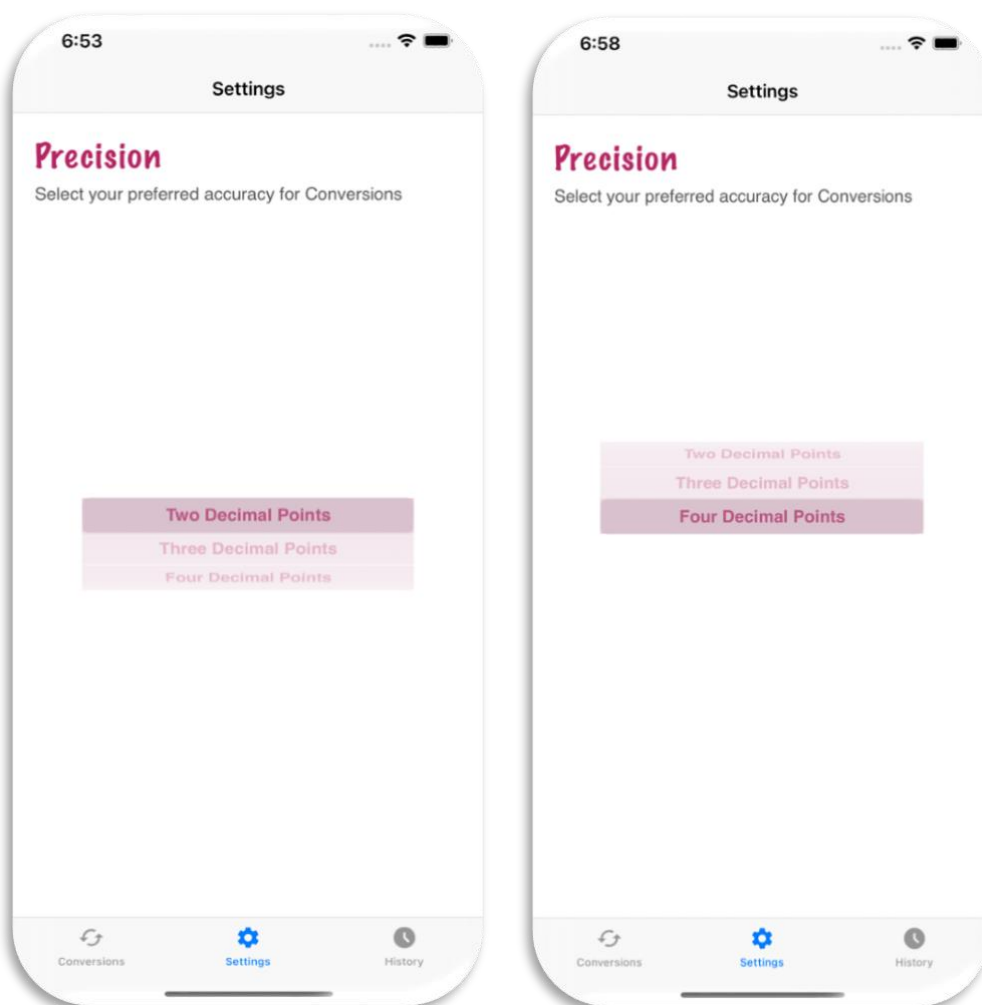 6:53
Settings
Precision
Select your preferred accuracy for Conversions
Two Decimal Points
Three Decimal Points
Four Decimal Points
Conversions
Settings
History
6:58
Settings
Precision
Select your preferred accuracy for Conversions
Two Decimal Points
Three Decimal Points
Four Decimal Points
Conversions
Settings
History